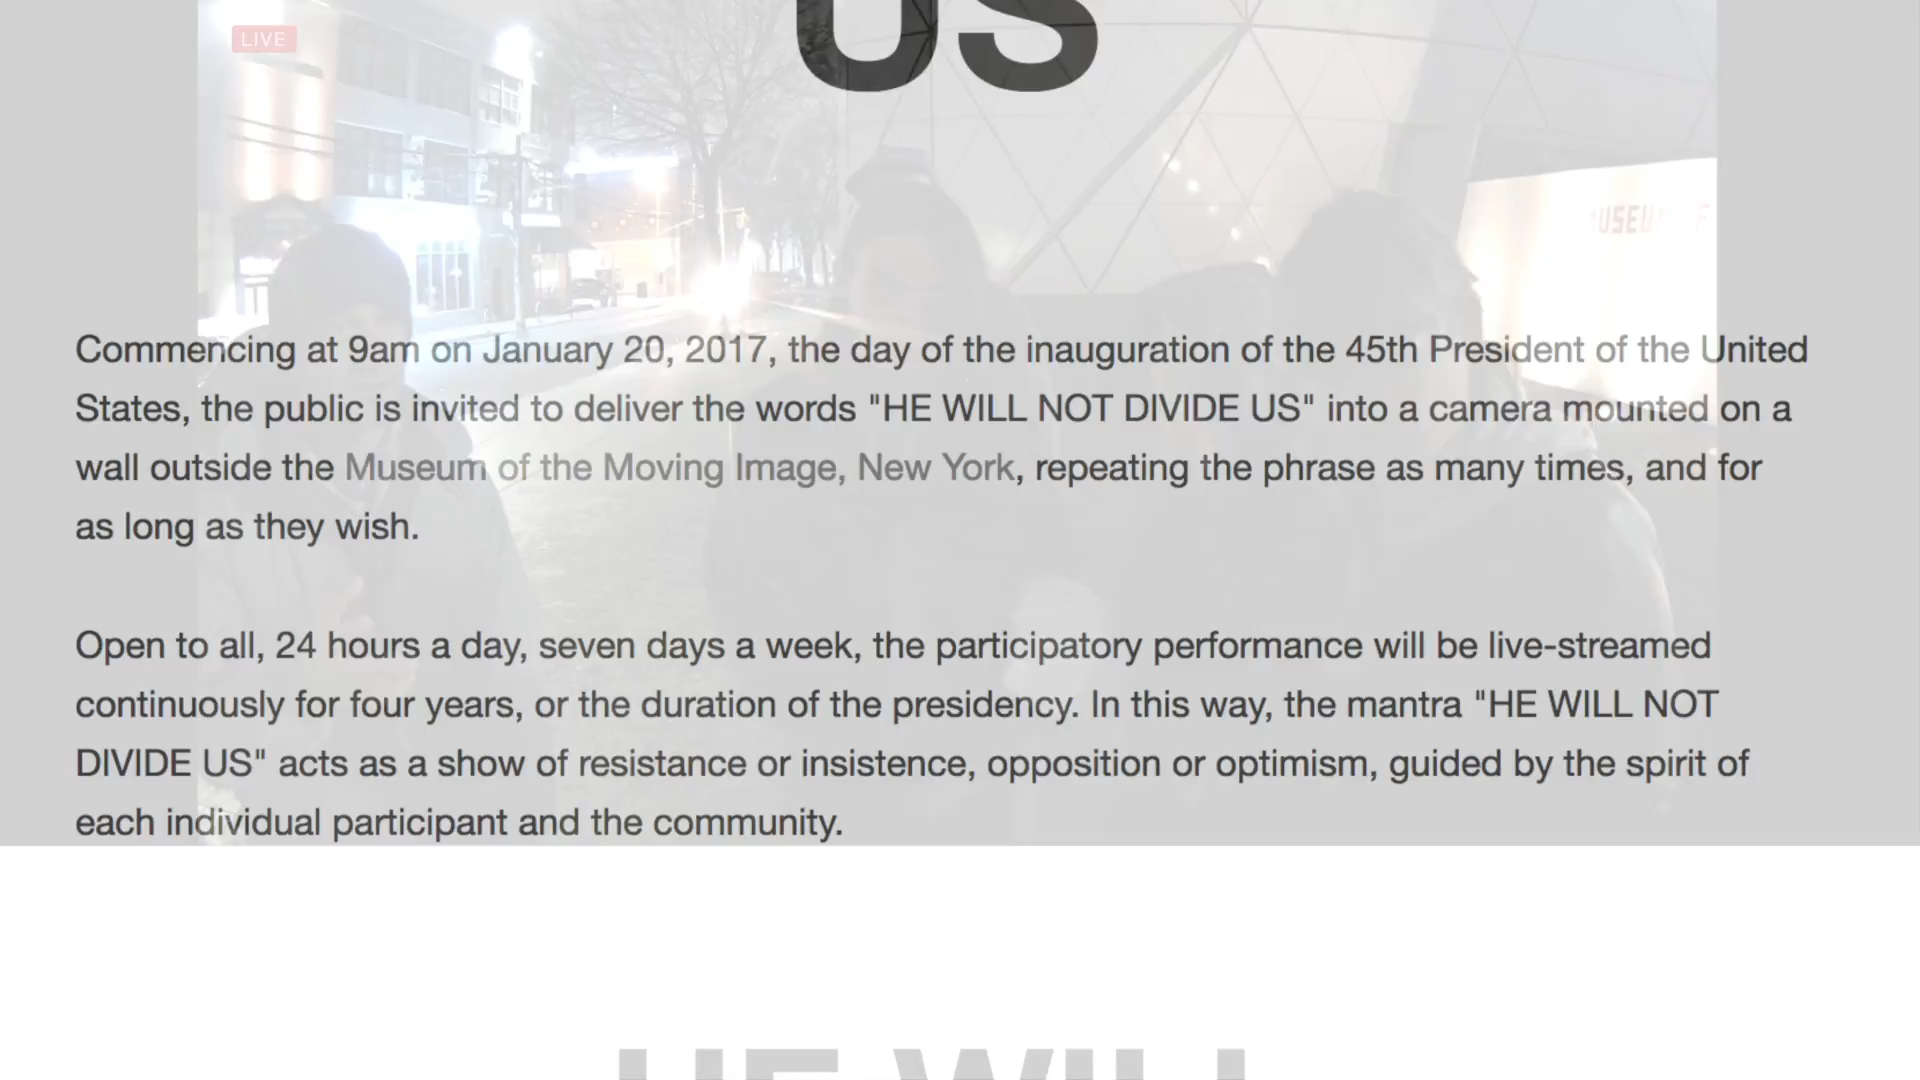 US
LIVE
Commencing at 9am on January 20, 2017, the day of the inauguration of the 45th President of the United
States, the public is invited to deliver the words "HE WILL NOT DIVIDE US" into a camera mounted on a
wall outside the Museum of the Moving Image, New York, repeating the phrase as many times, and for
as long as they wish.
Open to all, 24 hours a day, seven days a week, the participatory performance will be live-streamed
continuously for four years, or the duration of the presidency. In this way, the mantra "HE WILL NOT
DIVIDE US" acts as a show of resistance or insistence, opposition or optimism, guided by the spirit of
each individual participant and the community.
HE WILL